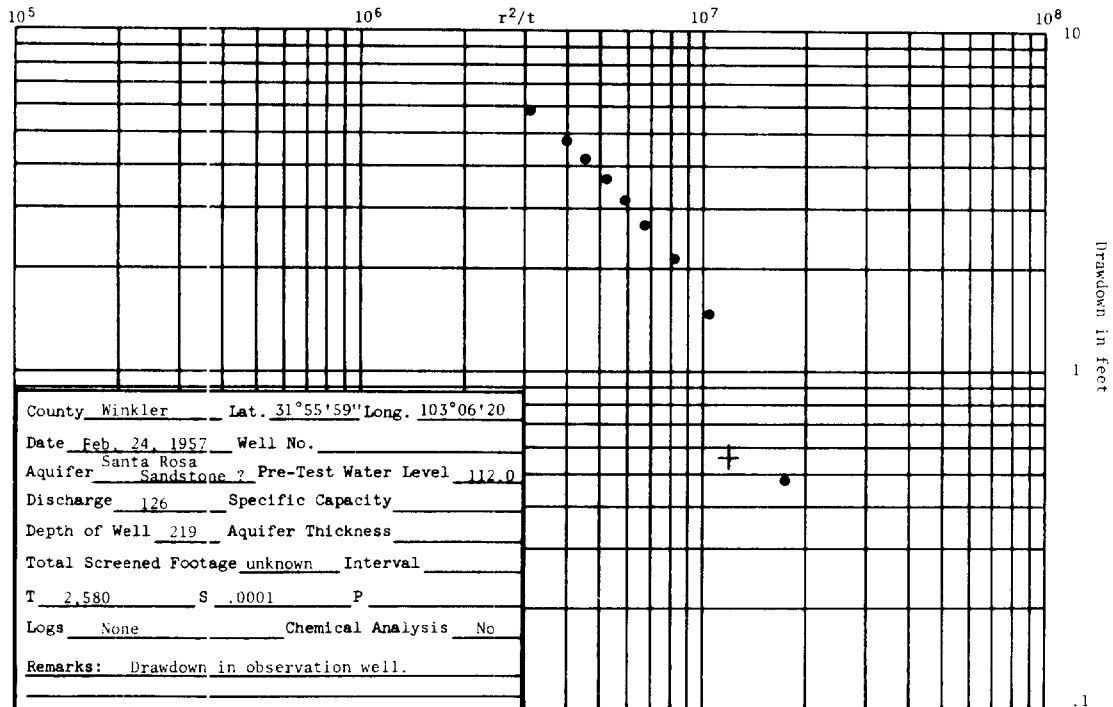 10^5 10^6 r^2/t 10^7 10^8
10
Drawdown in feet
1
.1
County Winkler Lat. 31°55'59" Long. 103°06'20
Date Feb. 24, 1957 Well No.
Aquifer Santa Rosa Sandstone ? Pre-Test Water Level 112.0
Discharge 126 Specific Capacity
Depth of Well 219 Aquifer Thickness
Total Screened Footage unknown Interval
T 2,580 S .0001 P
Logs None Chemical Analysis No
Remarks: Drawdown in observation well.